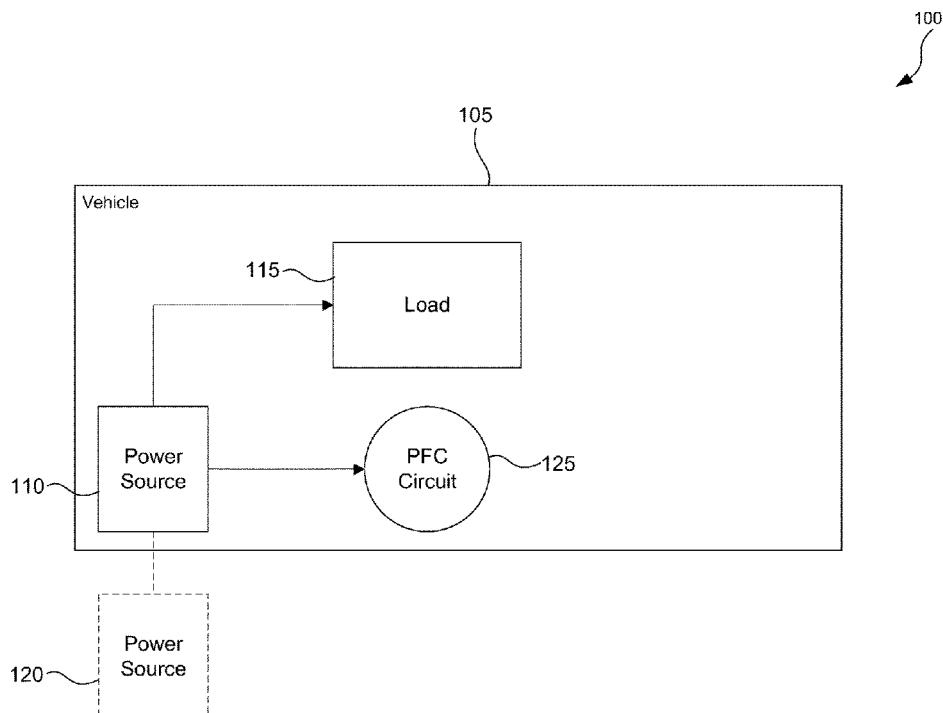 100
105
Vehicle
115
Load
Power
Source
110
PFC
Circuit
125
Power
Source
120